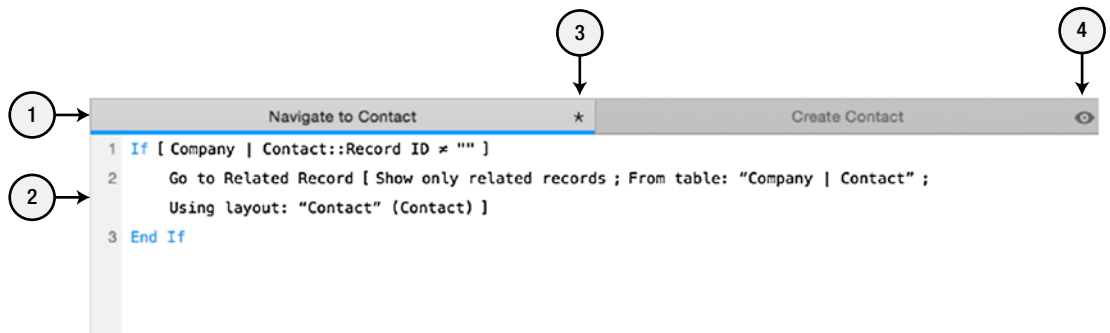 3
4
1
Navigate to Contact *
Create Contact
1 If [ Company | Contact::Record ID ≠ "" ]
2
2 Go to Related Record [ Show only related records ; From table: “Company | Contact” ;
Using layout: “Contact” (Contact) ]
3 End If